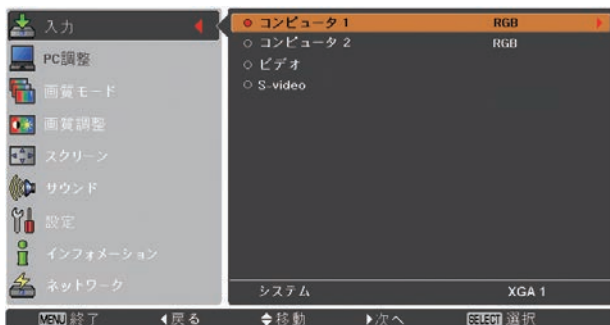 入力
PC調整
画質モード
画質調整
スクリーン
サウンド
設定
インフォメーション
ネットワーク
コンピュータ 1 RGB
コンピュータ 2 RGB
ビデオ
S-video
システム XGA 1
MENU 終了 戻る 移動 次へ SELECT 選択